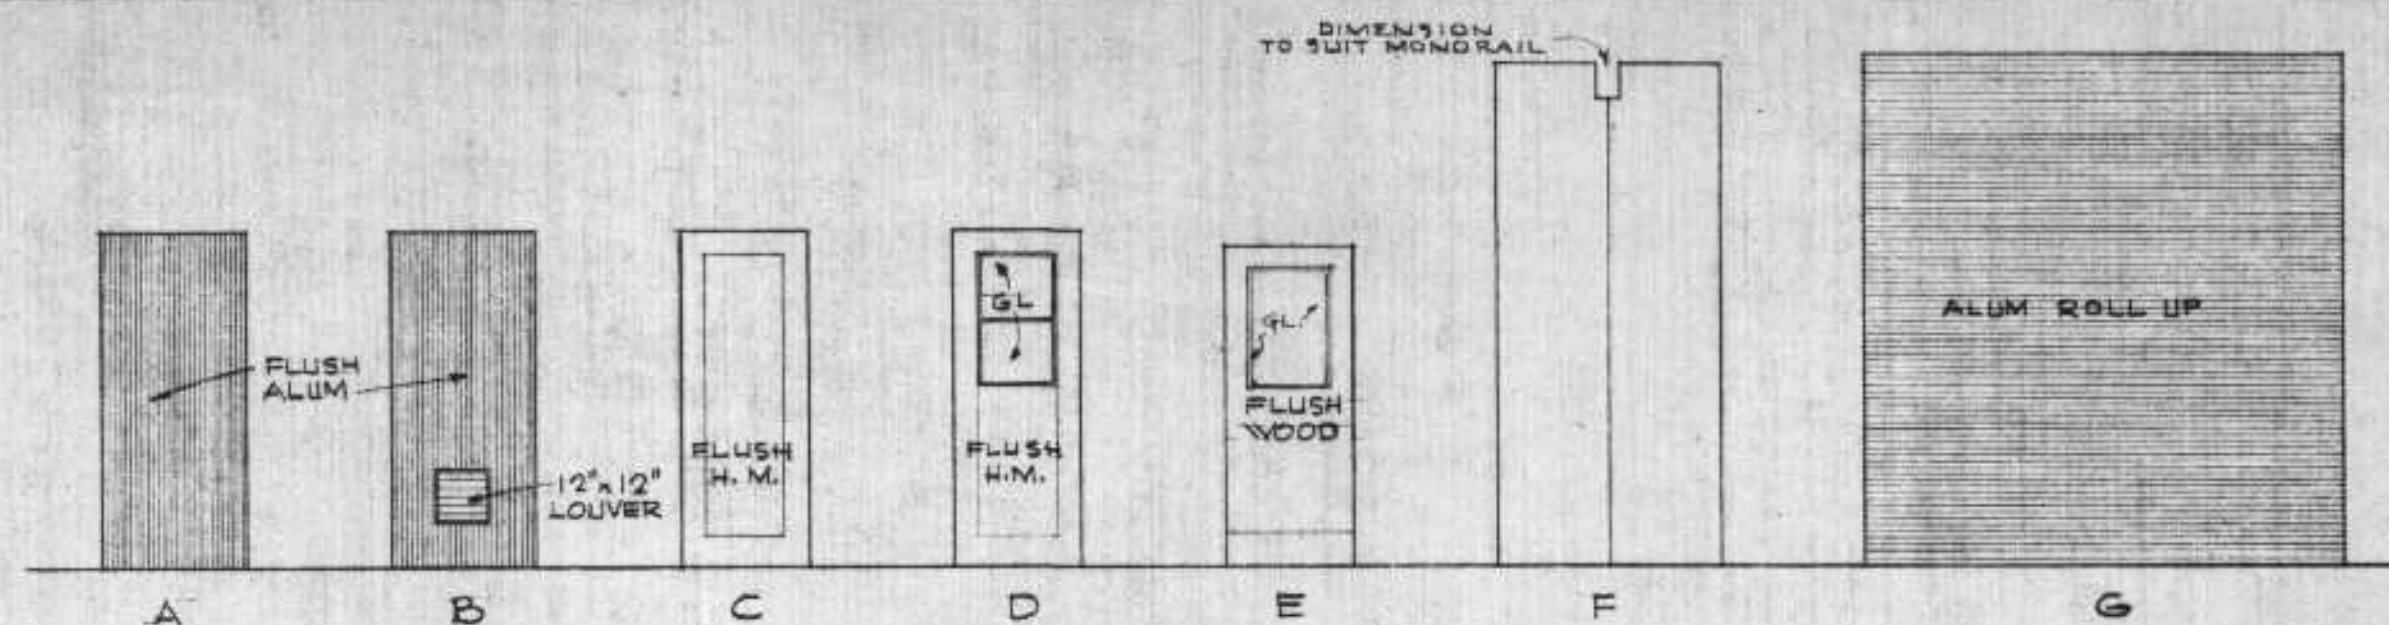 DIMENSION
TO SUIT MONORAIL
FLUSH
ALUM
12"x12"
LOUVER
FLUSH
H. M.
GL
FLUSH
H.M.
GL.
FLUSH
WOOD
ALUM ROLL UP
A B C D E F G